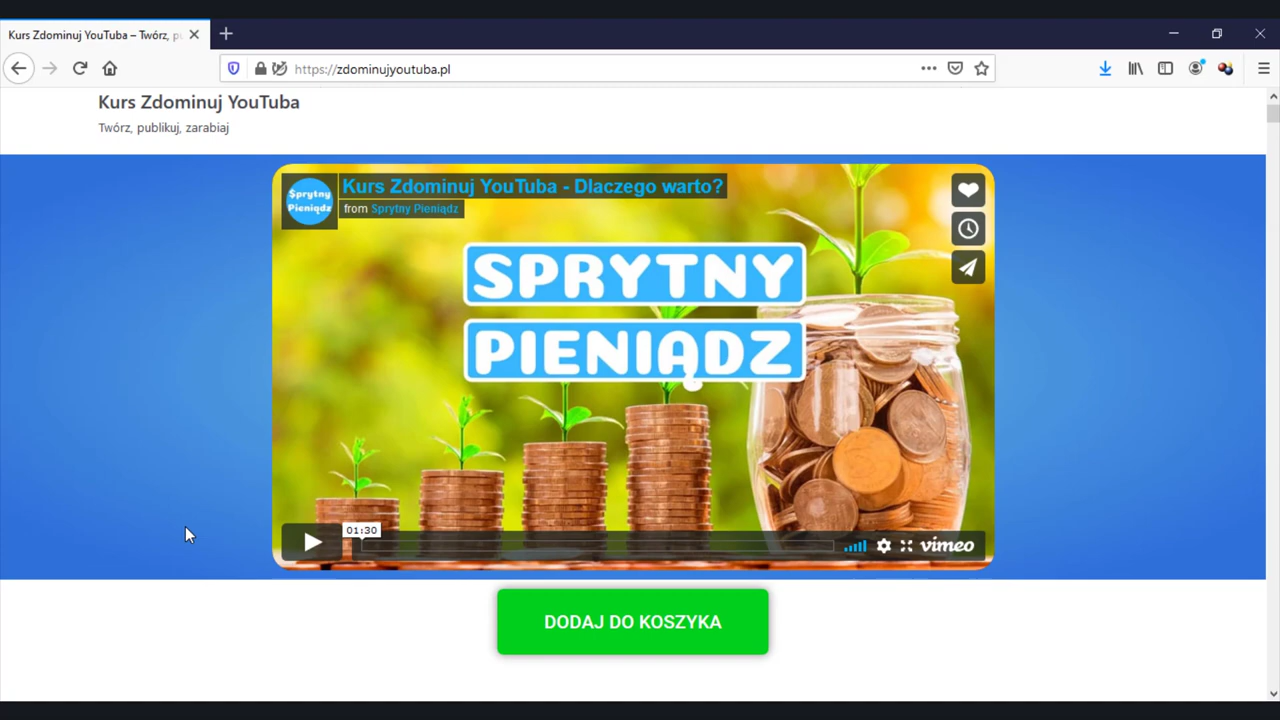 Kurs Zdominuj YouTuba – Twórz, pu
https://zdominujyoutuba.pl
Kurs Zdominuj YouTuba
Twórz, publikuj, zarabiaj
Sprytny
Pieniądz
Kurs Zdominuj YouTuba - Dlaczego warto?
from Sprytny Pieniądz
SPRYTNY
PIENIĄDZ
01:30
vimeo
DODAJ DO KOSZYKA